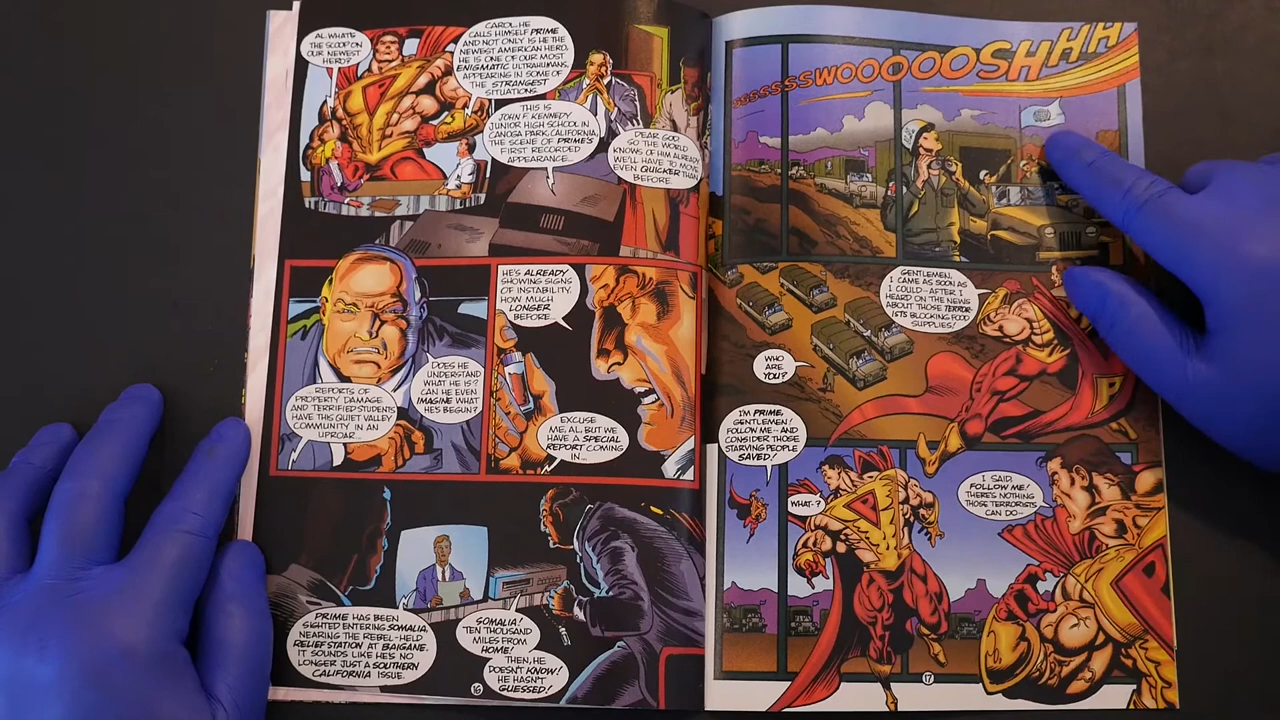 AL, WHAT'S
THE SCOOP ON
OUR NEWEST
HERO?
CAROL, HE
CALLS HIMSELF PRIME
AND NOT ONLY IS HE THE
NEWEST AMERICAN HERO,
HE IS ONE OF OUR MOST
ENIGMATIC ULTRAHUMANS,
APPEARING IN SOME OF
THE STRANGEST
SITUATIONS.
THIS IS
JOHN F. KENNEDY
JUNIOR HIGH SCHOOL IN
CANOGA PARK, CALIFORNIA,
THE SCENE OF PRIME'S
FIRST RECORDED
APPEARANCE...
DEAR GOD
SO THE WORLD
KNOWS OF HIM ALREADY
WE'LL HAVE TO MOVE
EVEN QUICKER THAN
BEFORE.
...REPORTS OF
PROPERTY DAMAGE
AND TERRIFIED STUDENTS
HAVE THIS QUIET VALLEY
COMMUNITY IN AN
UPROAR...
DOES HE
UNDERSTAND
WHAT HE IS?
CAN HE EVEN
IMAGINE WHAT
HE'S BEGUN?
HE'S ALREADY
SHOWING SIGNS
OF INSTABILITY.
HOW MUCH
LONGER
BEFORE...
EXCUSE
ME, AL, BUT WE
HAVE A SPECIAL
REPORT COMING
IN...
PRIME HAS BEEN
SIGHTED ENTERING SOMALIA,
NEARING THE REBEL-HELD
RELIEF STATION AT BAIGANE.
IT SOUNDS LIKE HE'S NO
LONGER JUST A SOUTHERN
CALIFORNIA ISSUE.
SOMALIA!
TEN THOUSAND
MILES FROM
HOME!
THEN, HE
DOESN'T KNOW!
HE HASN'T
GUESSED!
16
SSSSSSSWOOOOOOSHHHH
GENTLEMEN,
I CAME AS SOON AS
I COULD--AFTER I
HEARD ON THE NEWS
ABOUT THOSE TERROR-
ISTS BLOCKING FOOD
SUPPLIES!
WHO
ARE
YOU?
I'M PRIME,
GENTLEMEN!
FOLLOW ME--AND
CONSIDER THOSE
STARVING PEOPLE
SAVED!
WHAT-?
I SAID,
FOLLOW ME!
THERE'S NOTHING
THOSE TERRORISTS
CAN DO--
P
17